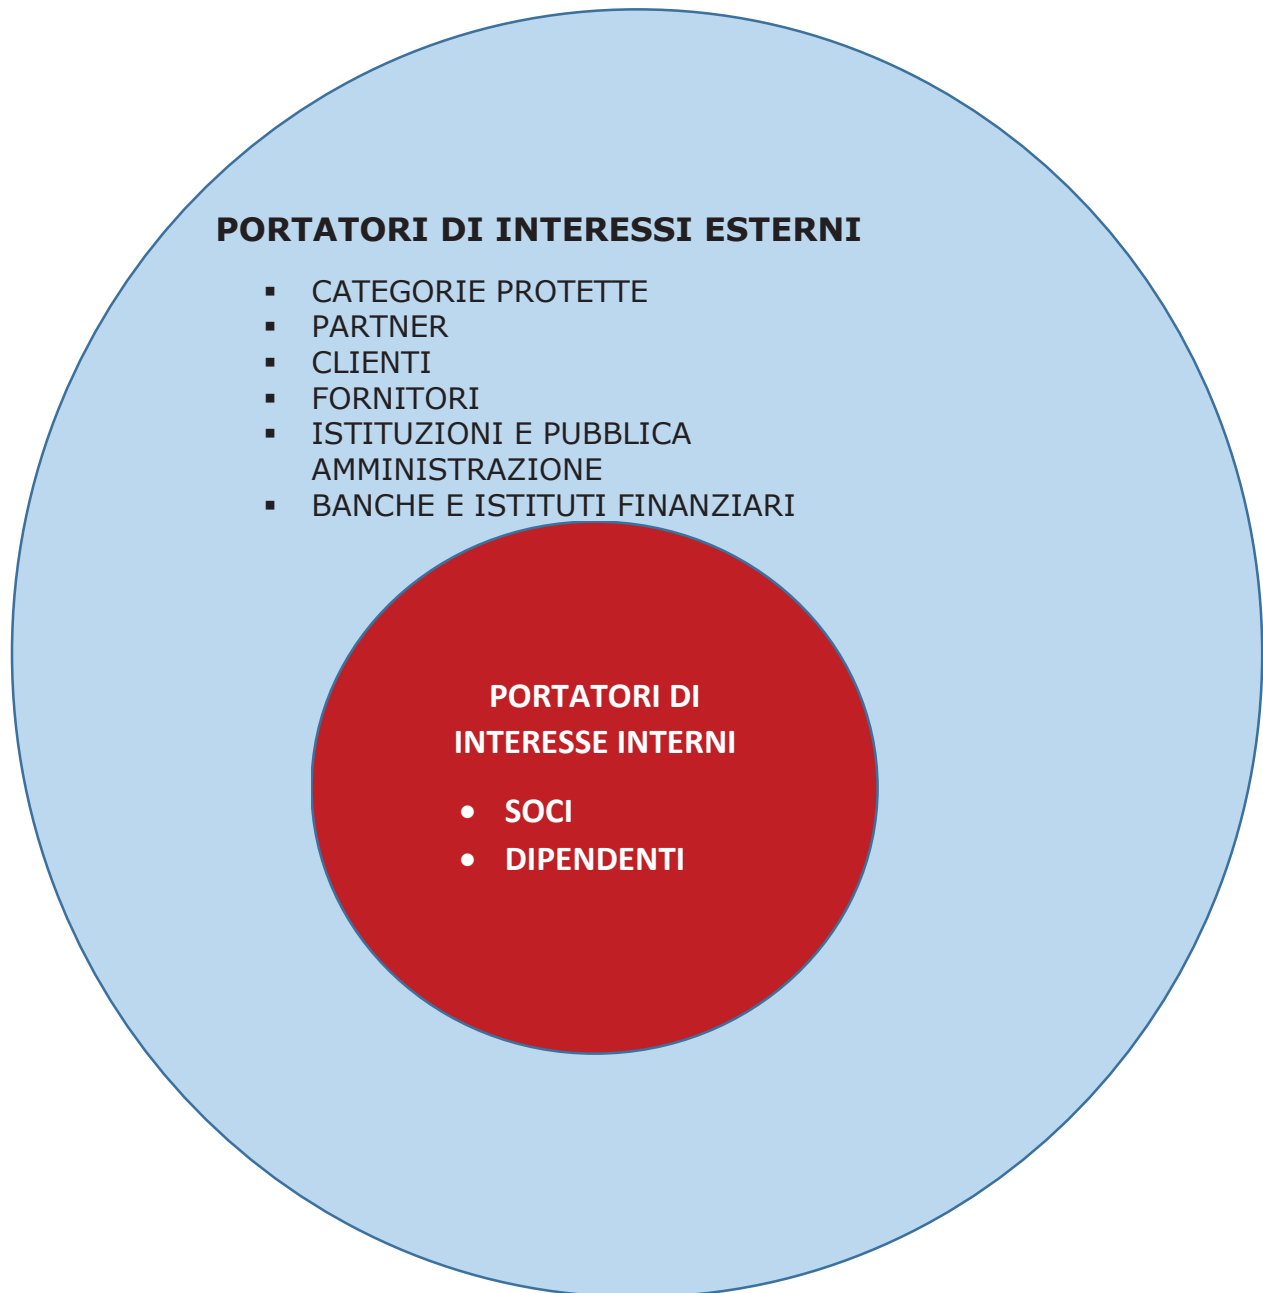 PORTATORI DI INTERESSI ESTERNI
▪ CATEGORIE PROTETTE
▪ PARTNER
▪ CLIENTI
▪ FORNITORI
▪ ISTITUZIONI E PUBBLICA
AMMINISTRAZIONE
▪ BANCHE E ISTITUTI FINANZIARI
PORTATORI DI
INTERESSE INTERNI
• SOCI
• DIPENDENTI